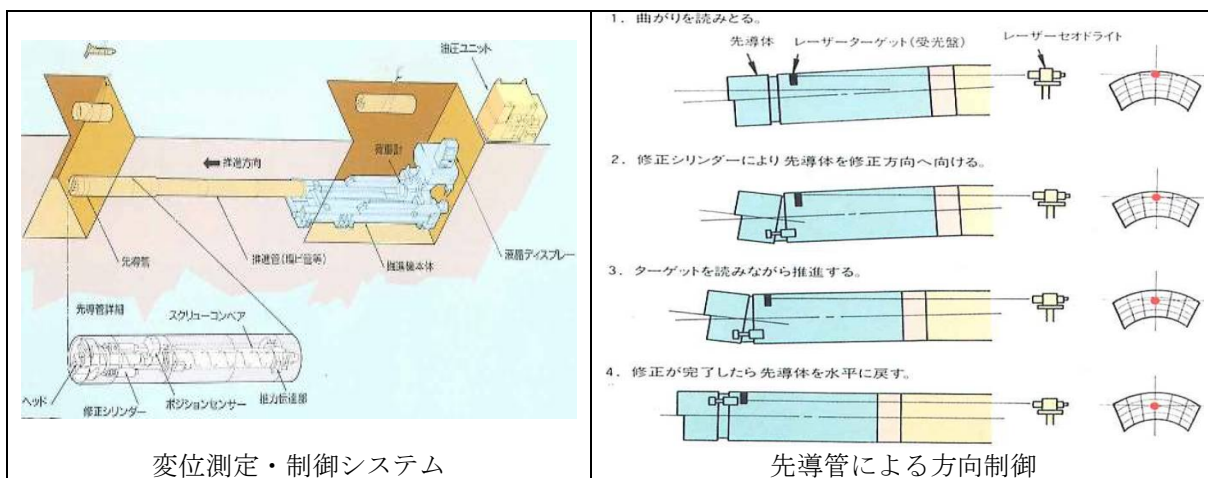 油圧ユニット
荷重計
推進方向
先導管
推進管(塩ビ管等)
推進機本体
液晶ディスプレー
先導管詳細
スクリューコンベア
ヘッド
修正シリンダー
ポジションセンサー
推力伝達部
変位測定・制御システム
1. 曲がりを読みとる。
先導体
レーザーターゲット(受光盤)
レーザーセオドライト
2. 修正シリンダーにより先導体を修正方向へ向ける。
3. ターゲットを読みながら推進する。
4. 修正が完了したら先導体を水平に戻す。
先導管による方向制御